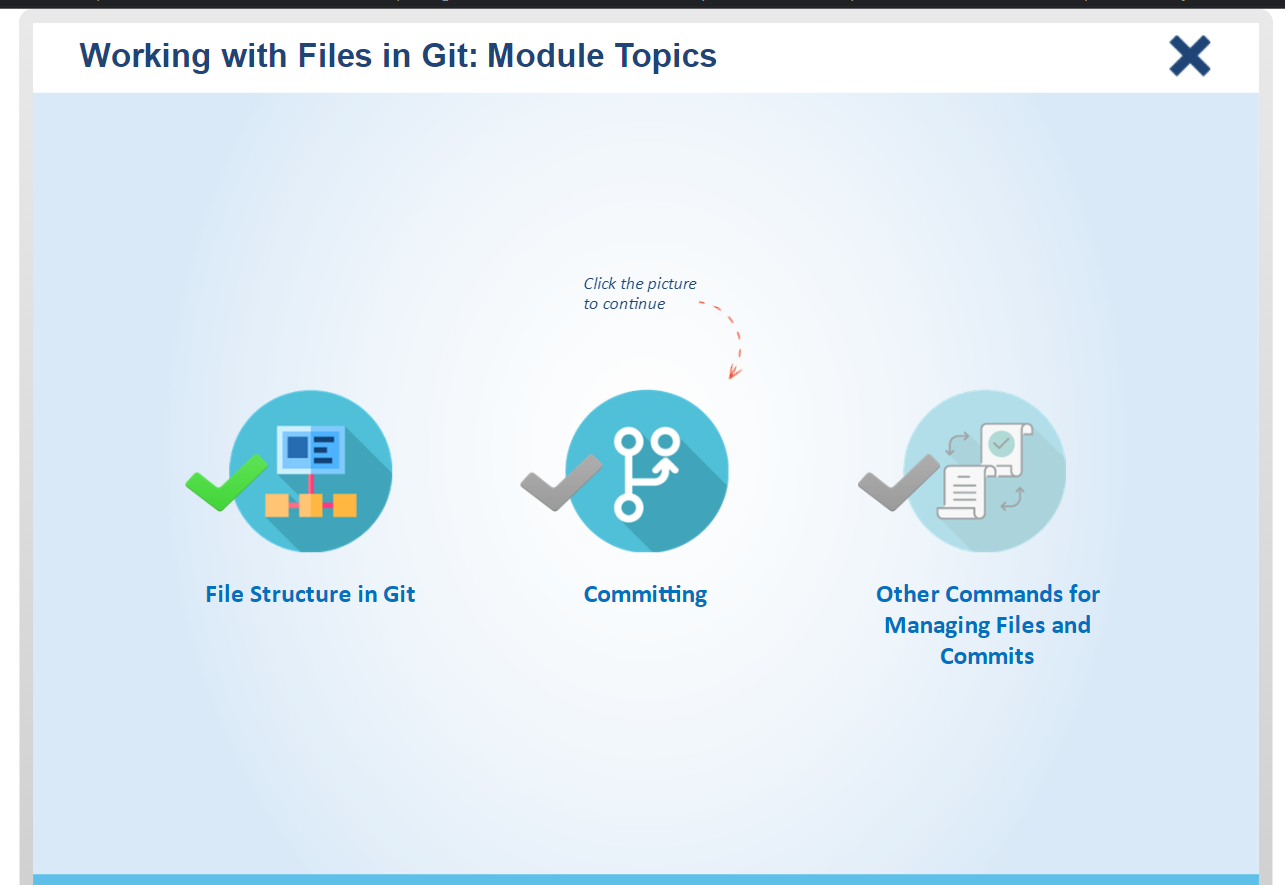 Working with Files in Git: Module Topics
Click the picture
to continue
File Structure in Git
Committing
Other Commands for
Managing Files and
Commits